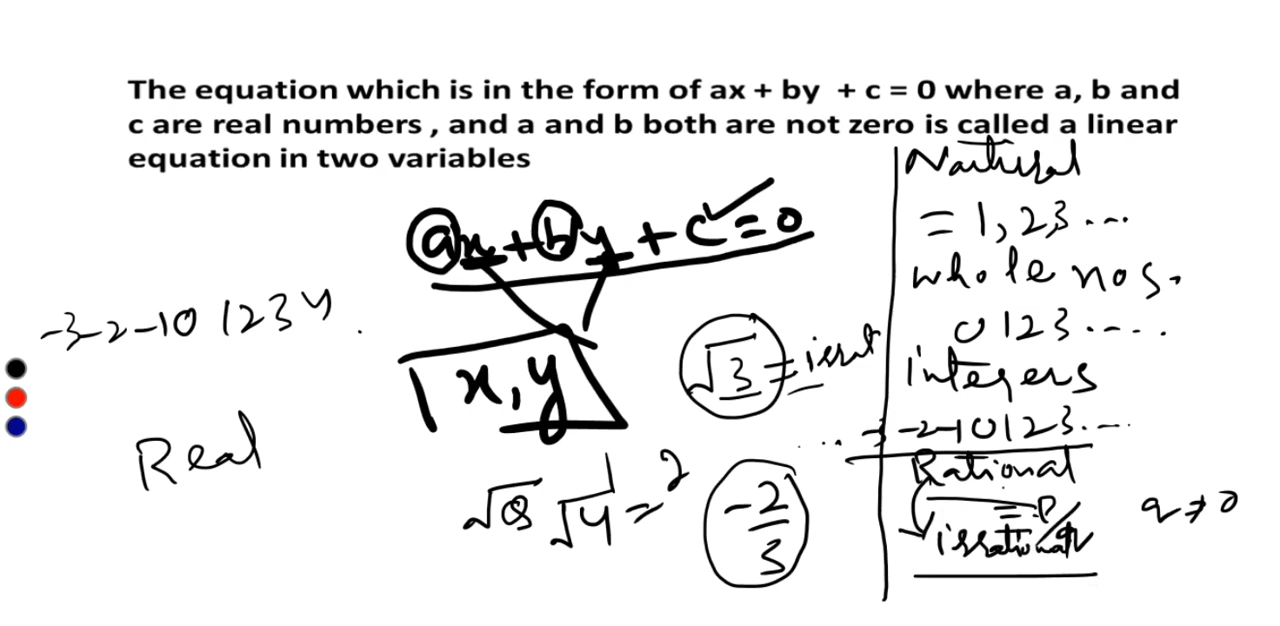 The equation which is in the form of ax + by + c = 0 where a, b and
c are real numbers , and a and b both are not zero is called a linear
equation in two variables
ax + by + c = 0
x, y
-3 -2 -1 0 1 2 3 4
Real
√3 = irrat
√8 √4 = 2
-2/3
Natural
= 1, 2, 3 ...
whole nos.
0 1 2 3 ....
Integers
... -3 -2 -1 0 1 2 3 ...
Rational
= p/q q ≠ 0
irrational